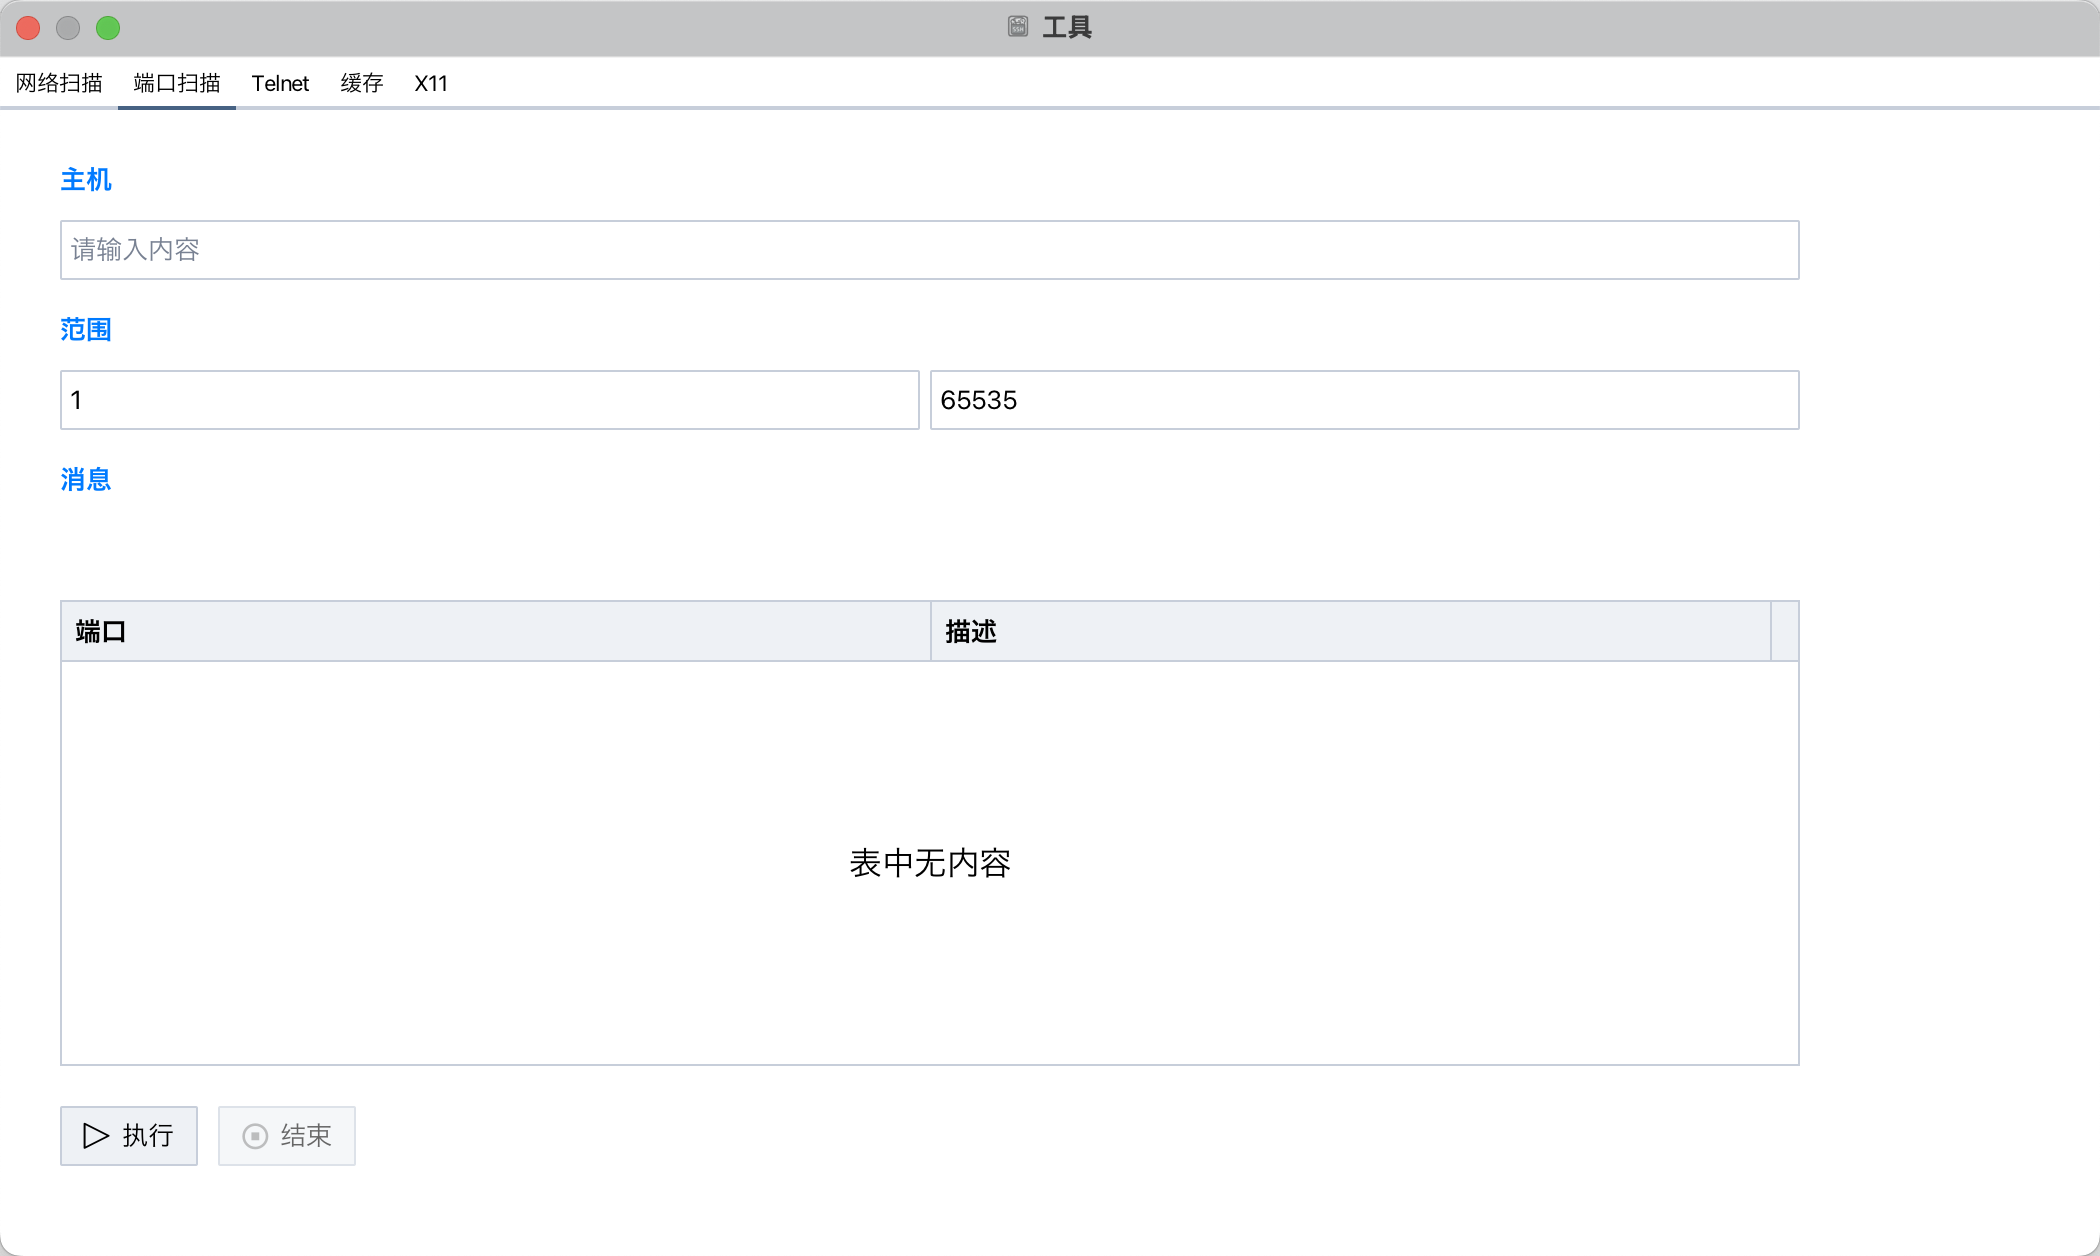 工具
网络扫描 端口扫描 Telnet 缓存 X11
主机
请输入内容
范围
1 65535
消息
端口 描述
表中无内容
执行 结束